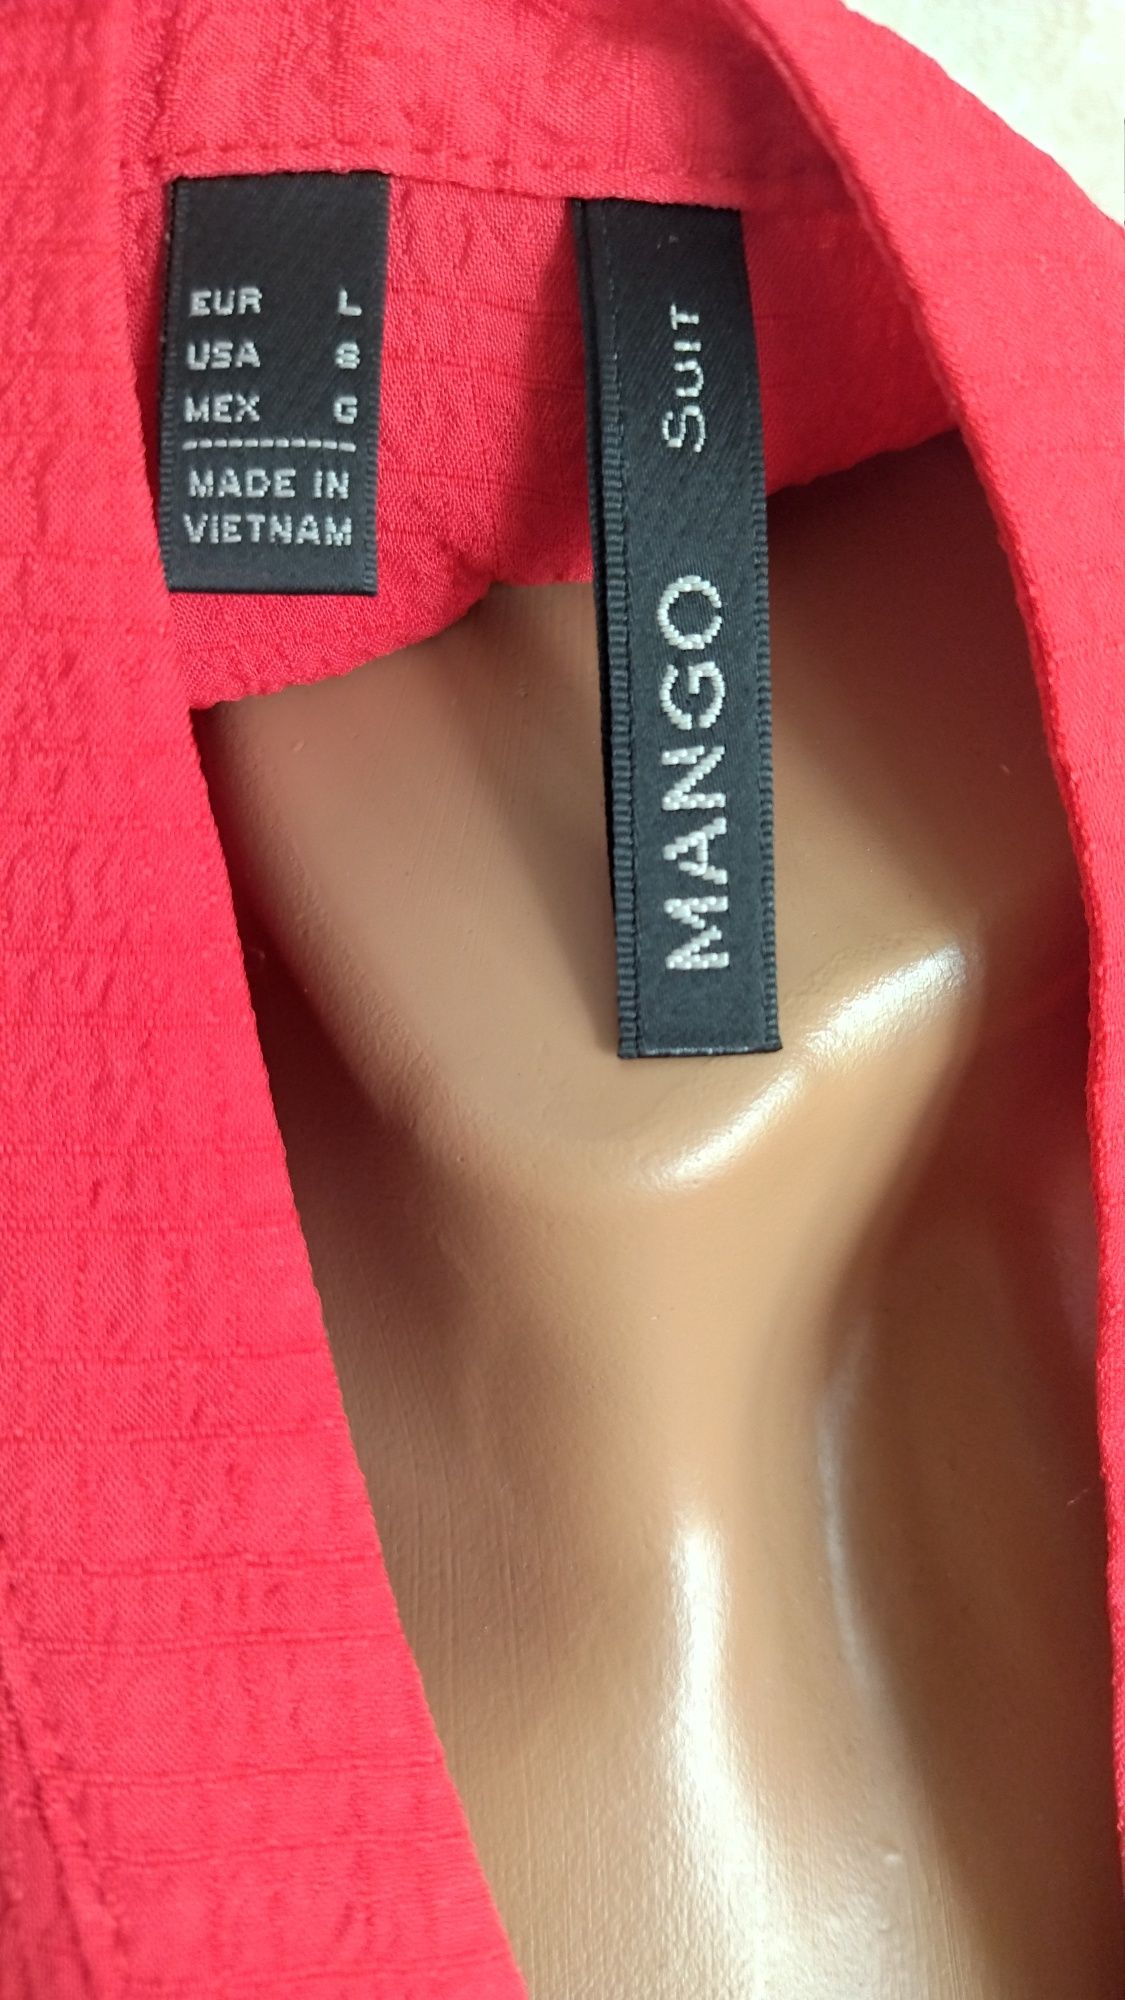 EUR L
USA 8
MEX G
MADE IN
VIETNAM
MANGO SUIT